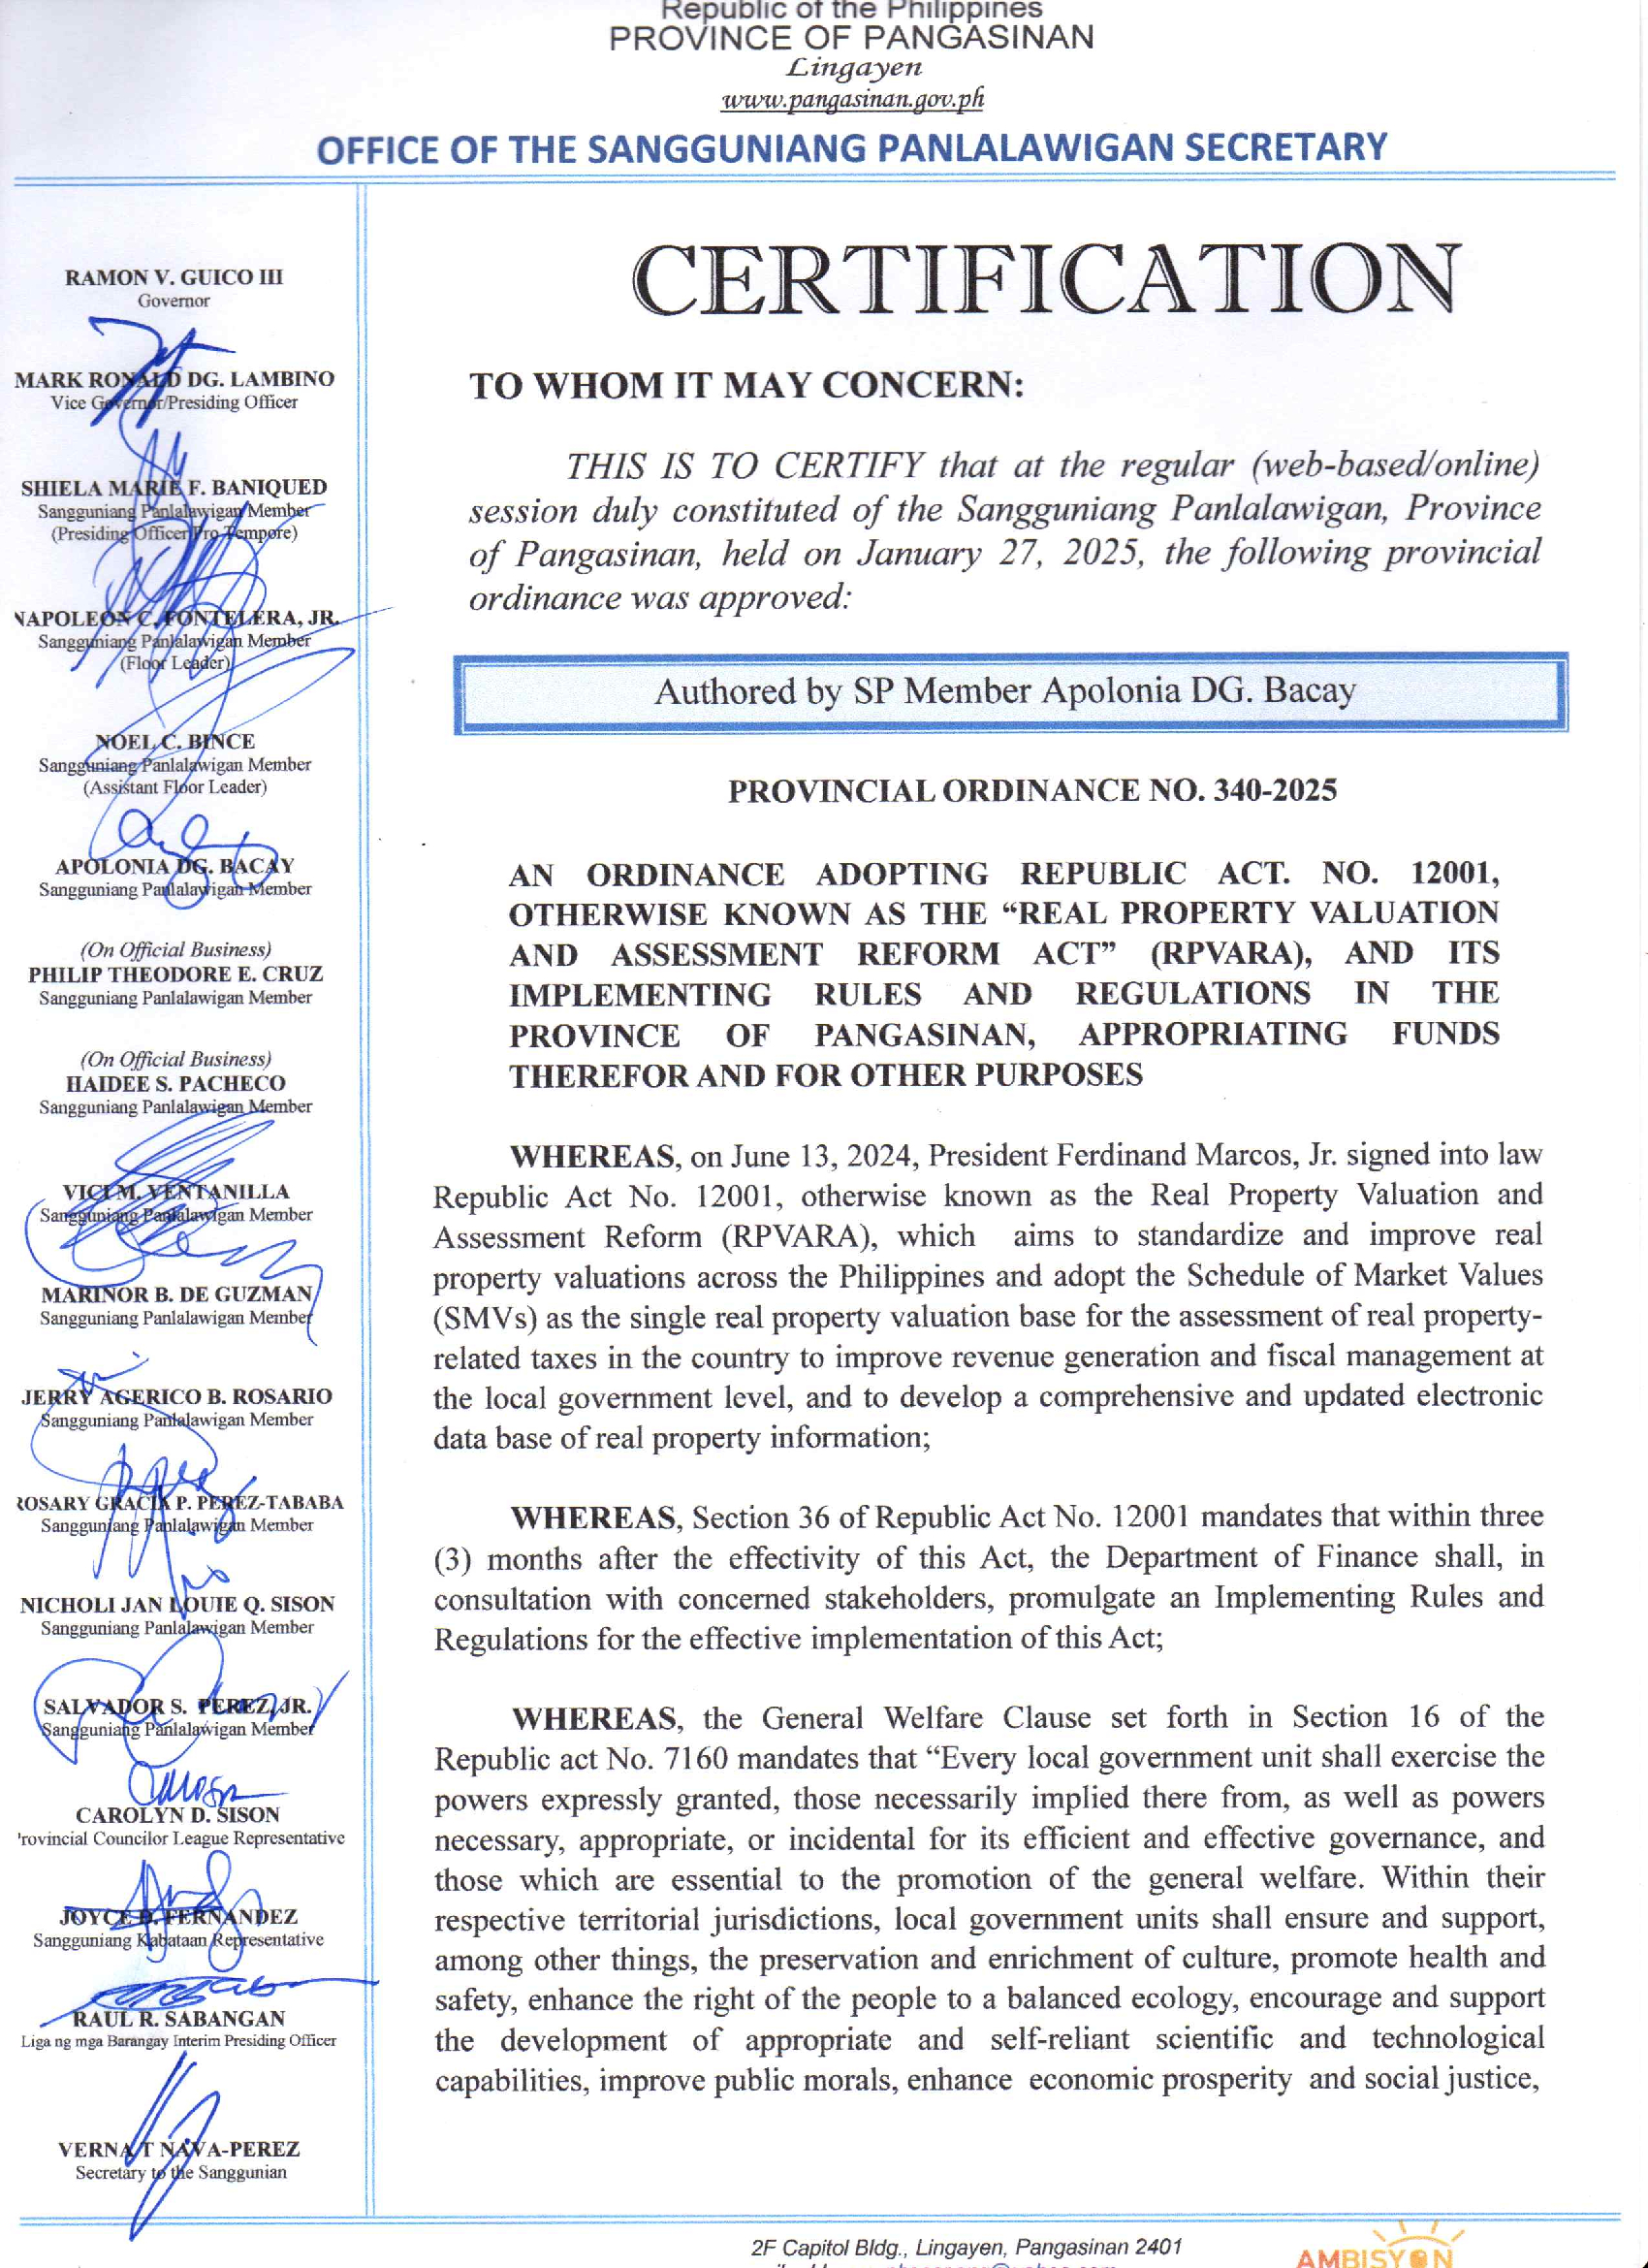 Republic of the Philippines
PROVINCE OF PANGASINAN
Lingayen
www.pangasinan.gov.ph
OFFICE OF THE SANGGUNIANG PANLALAWIGAN SECRETARY
RAMON V. GUICO III
Governor
MARK RONALD DG. LAMBINO
Vice Governor/Presiding Officer
SHIELA MARIE F. BANIQUED
Sangguniang Panlalawigan Member
(Presiding Officer Pro Tempore)
NAPOLEON C. FONTELERA, JR.
Sangguniang Panlalawigan Member
(Floor Leader)
NOEL C. BINCE
Sangguniang Panlalawigan Member
(Assistant Floor Leader)
APOLONIA DG. BACAY
Sangguniang Panlalawigan Member
(On Official Business)
PHILIP THEODORE E. CRUZ
Sangguniang Panlalawigan Member
(On Official Business)
HAIDEE S. PACHECO
Sangguniang Panlalawigan Member
VICI M. VENTANILLA
Sangguniang Panlalawigan Member
MARINOR B. DE GUZMAN
Sangguniang Panlalawigan Member
JERRY AGERICO B. ROSARIO
Sangguniang Panlalawigan Member
ROSARY GRACIA P. PEREZ-TABABA
Sangguniang Panlalawigan Member
NICHOLI JAN LOUIE Q. SISON
Sangguniang Panlalawigan Member
SALVADOR S. PEREZ, JR.
Sangguniang Panlalawigan Member
CAROLYN D. SISON
Provincial Councilor League Representative
JOYCE D. FERNANDEZ
Sangguniang Kabataan Representative
RAUL R. SABANGAN
Liga ng mga Barangay Interim Presiding Officer
VERNA T NAVA-PEREZ
Secretary to the Sanggunian
CERTIFICATION
TO WHOM IT MAY CONCERN:
THIS IS TO CERTIFY that at the regular (web-based/online)
session duly constituted of the Sangguniang Panlalawigan, Province
of Pangasinan, held on January 27, 2025, the following provincial
ordinance was approved:
Authored by SP Member Apolonia DG. Bacay
PROVINCIAL ORDINANCE NO. 340-2025
AN ORDINANCE ADOPTING REPUBLIC ACT. NO. 12001,
OTHERWISE KNOWN AS THE “REAL PROPERTY VALUATION
AND ASSESSMENT REFORM ACT” (RPVARA), AND ITS
IMPLEMENTING RULES AND REGULATIONS IN THE
PROVINCE OF PANGASINAN, APPROPRIATING FUNDS
THEREFOR AND FOR OTHER PURPOSES
WHEREAS, on June 13, 2024, President Ferdinand Marcos, Jr. signed into law
Republic Act No. 12001, otherwise known as the Real Property Valuation and
Assessment Reform (RPVARA), which aims to standardize and improve real
property valuations across the Philippines and adopt the Schedule of Market Values
(SMVs) as the single real property valuation base for the assessment of real property-
related taxes in the country to improve revenue generation and fiscal management at
the local government level, and to develop a comprehensive and updated electronic
data base of real property information;
WHEREAS, Section 36 of Republic Act No. 12001 mandates that within three
(3) months after the effectivity of this Act, the Department of Finance shall, in
consultation with concerned stakeholders, promulgate an Implementing Rules and
Regulations for the effective implementation of this Act;
WHEREAS, the General Welfare Clause set forth in Section 16 of the
Republic act No. 7160 mandates that “Every local government unit shall exercise the
powers expressly granted, those necessarily implied there from, as well as powers
necessary, appropriate, or incidental for its efficient and effective governance, and
those which are essential to the promotion of the general welfare. Within their
respective territorial jurisdictions, local government units shall ensure and support,
among other things, the preservation and enrichment of culture, promote health and
safety, enhance the right of the people to a balanced ecology, encourage and support
the development of appropriate and self-reliant scientific and technological
capabilities, improve public morals, enhance economic prosperity and social justice,
2F Capitol Bldg., Lingayen, Pangasinan 2401
AMBISYON